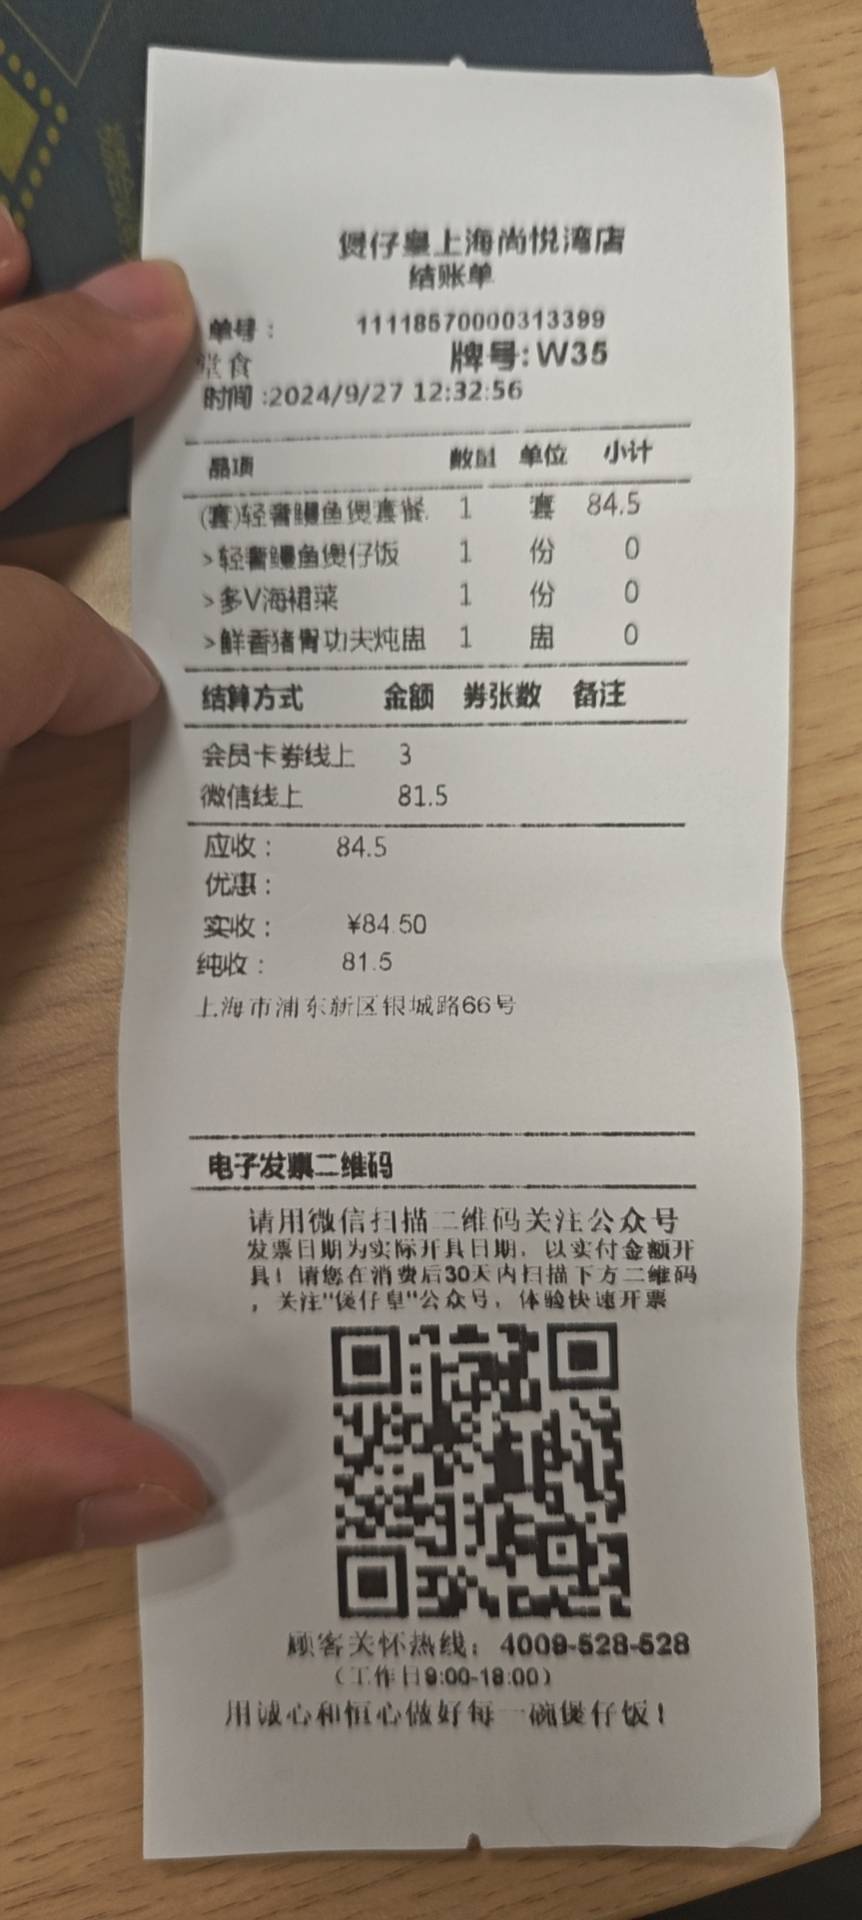 煲仔皇上海尚悦湾店
结账单
单号： 11118570000313399
堂食 牌号:W35
时间:2024/9/27 12:32:56
品项 数量 单位 小计
(套)轻奢鳗鱼煲套餐. 1 套 84.5
>轻奢鳗鱼煲仔饭 1 份 0
>多V海裙菜 1 份 0
>鲜香猪胃功夫炖盅 1 盅 0
结算方式 金额 券张数 备注
会员卡券线上 3
微信线上 81.5
应收： 84.5
优惠：
实收： ¥84.50
纯收： 81.5
上海市浦东新区银城路66号
电子发票二维码
请用微信扫描二维码关注公众号
发票日期为实际开具日期，以实付金额开
具！请您在消费后30天内扫描下方二维码
，关注"煲仔皇"公众号，体验快速开票
顾客关怀热线：4009-528-528
（工作日9:00-18:00）
用诚心和恒心做好每一碗煲仔饭！